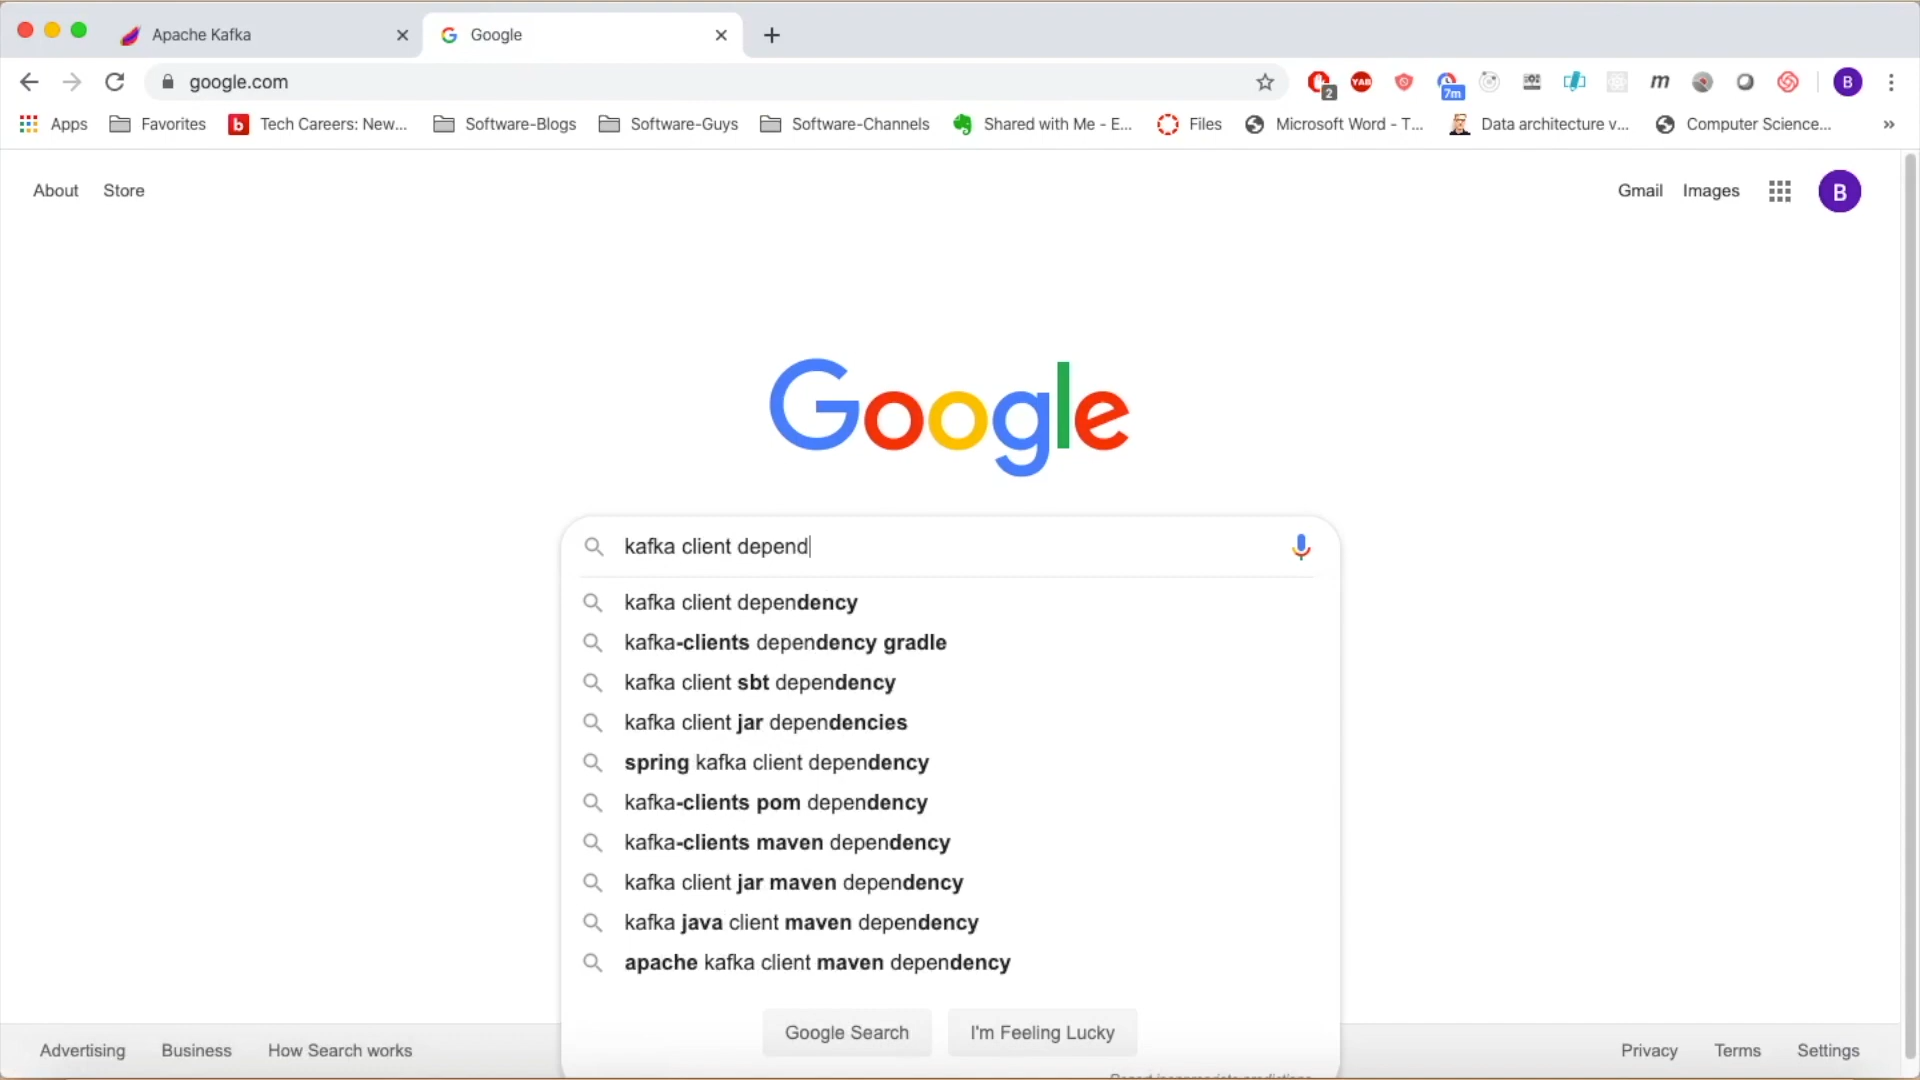 Apache Kafka
Google
google.com
2
YAB
7m
m
B
Apps
Favorites
b
Tech Careers: New...
Software-Blogs
Software-Guys
Software-Channels
Shared with Me - E...
Files
Microsoft Word - T...
Data architecture v...
Computer Science...
»
About
Store
Gmail
Images
B
Google
kafka client depend
kafka client dependency
kafka-clients dependency gradle
kafka client sbt dependency
kafka client jar dependencies
spring kafka client dependency
kafka-clients pom dependency
kafka-clients maven dependency
kafka client jar maven dependency
kafka java client maven dependency
apache kafka client maven dependency
Google Search
I'm Feeling Lucky
Advertising
Business
How Search works
Privacy
Terms
Settings